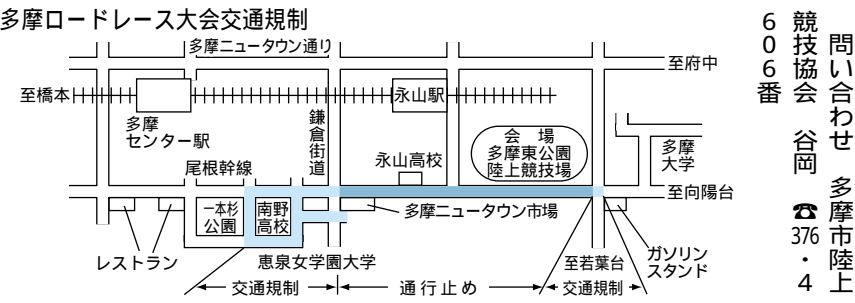 多摩ロードレース大会交通規制
多摩ニュータウン通り
至府中
至橋本
永山駅
多摩
センター駅
鎌倉街道
会場
多摩東公園
陸上競技場
多摩
大学
永山高校
尾根幹線
至向陽台
一本杉
公園
南野
高校
多摩ニュータウン市場
レストラン
恵泉女学園大学
至若葉台
ガソリン
スタンド
交通規制
通行止め
交通規制
問い合わせ 多摩市陸上
競技協会 谷岡 ☎376・4
606番